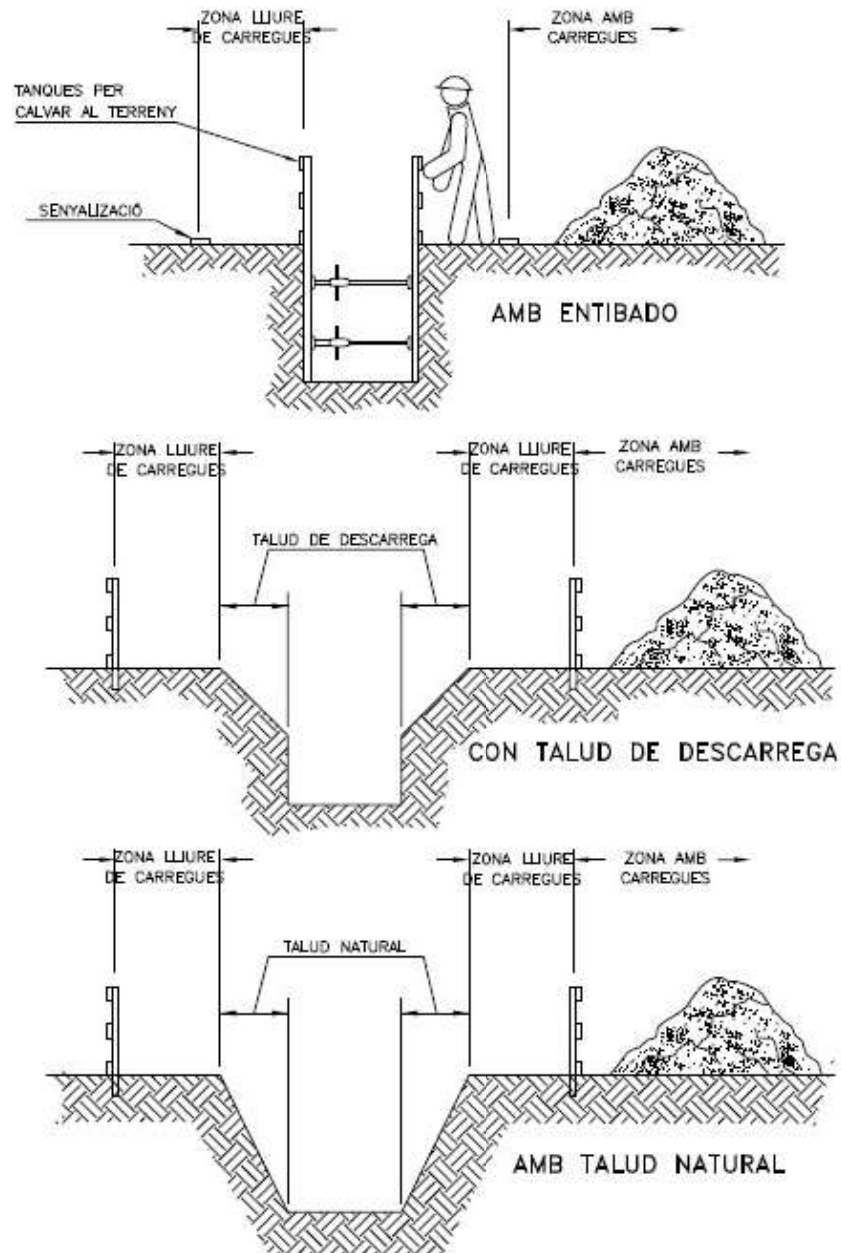 ZONA LLIURE
DE CARREGUES
ZONA AMB
CARREGUES
TANQUES PER
CALVAR AL TERRENY
SENYALIZACIÓ
AMB ENTIBADO
ZONA LLIURE
DE CARREGUES
ZONA LLIURE
DE CARREGUES
ZONA AMB
CARREGUES
TALUD DE DESCARREGA
CON TALUD DE DESCARREGA
ZONA LLIURE
DE CARREGUES
ZONA LLIURE
DE CARREGUES
ZONA AMB
CARREGUES
TALUD NATURAL
AMB TALUD NATURAL